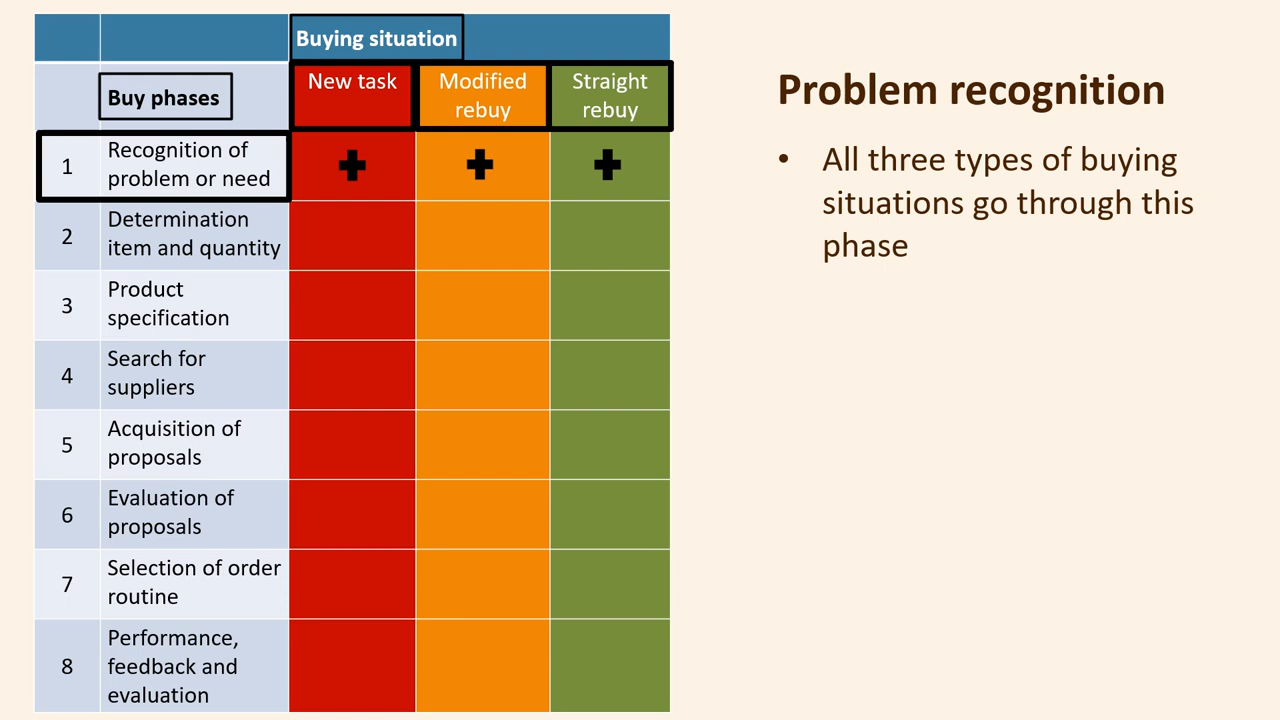 Buying situation
Buy phases
New task
Modified
rebuy
Straight
rebuy
1
Recognition of
problem or need
2
Determination
item and quantity
3
Product
specification
4
Search for
suppliers
5
Acquisition of
proposals
6
Evaluation of
proposals
7
Selection of order
routine
8
Performance,
feedback and
evaluation
Problem recognition
• All three types of buying
situations go through this
phase